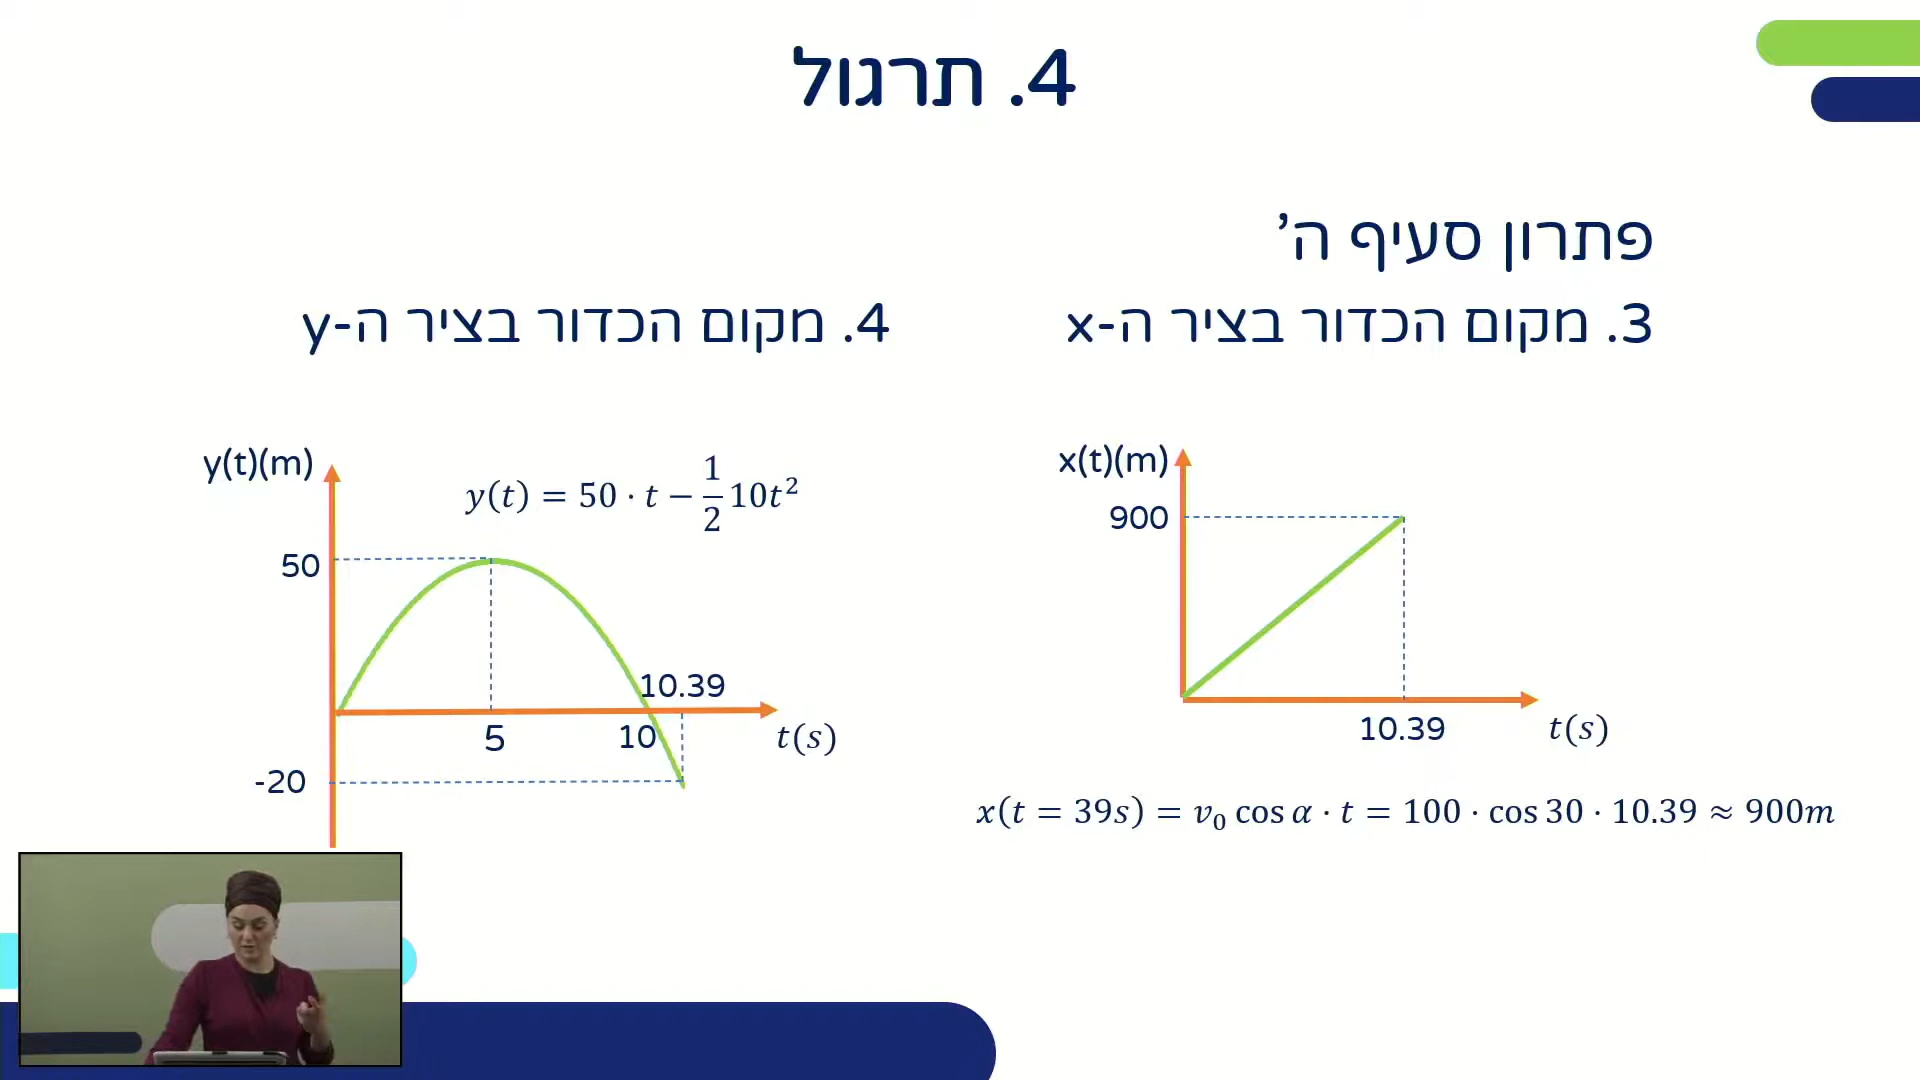 4. תרגול
פתרון סעיף ה'
3. מקום הכדור בציר ה-x
4. מקום הכדור בציר ה-y
x(t)(m)
900
10.39
t(s)
x(t = 39s) = v₀ cos α · t = 100 · cos 30 · 10.39 ≈ 900m
y(t)(m)
y(t) = 50 · t − 1/2 10t²
50
10.39
5
10
t(s)
-20